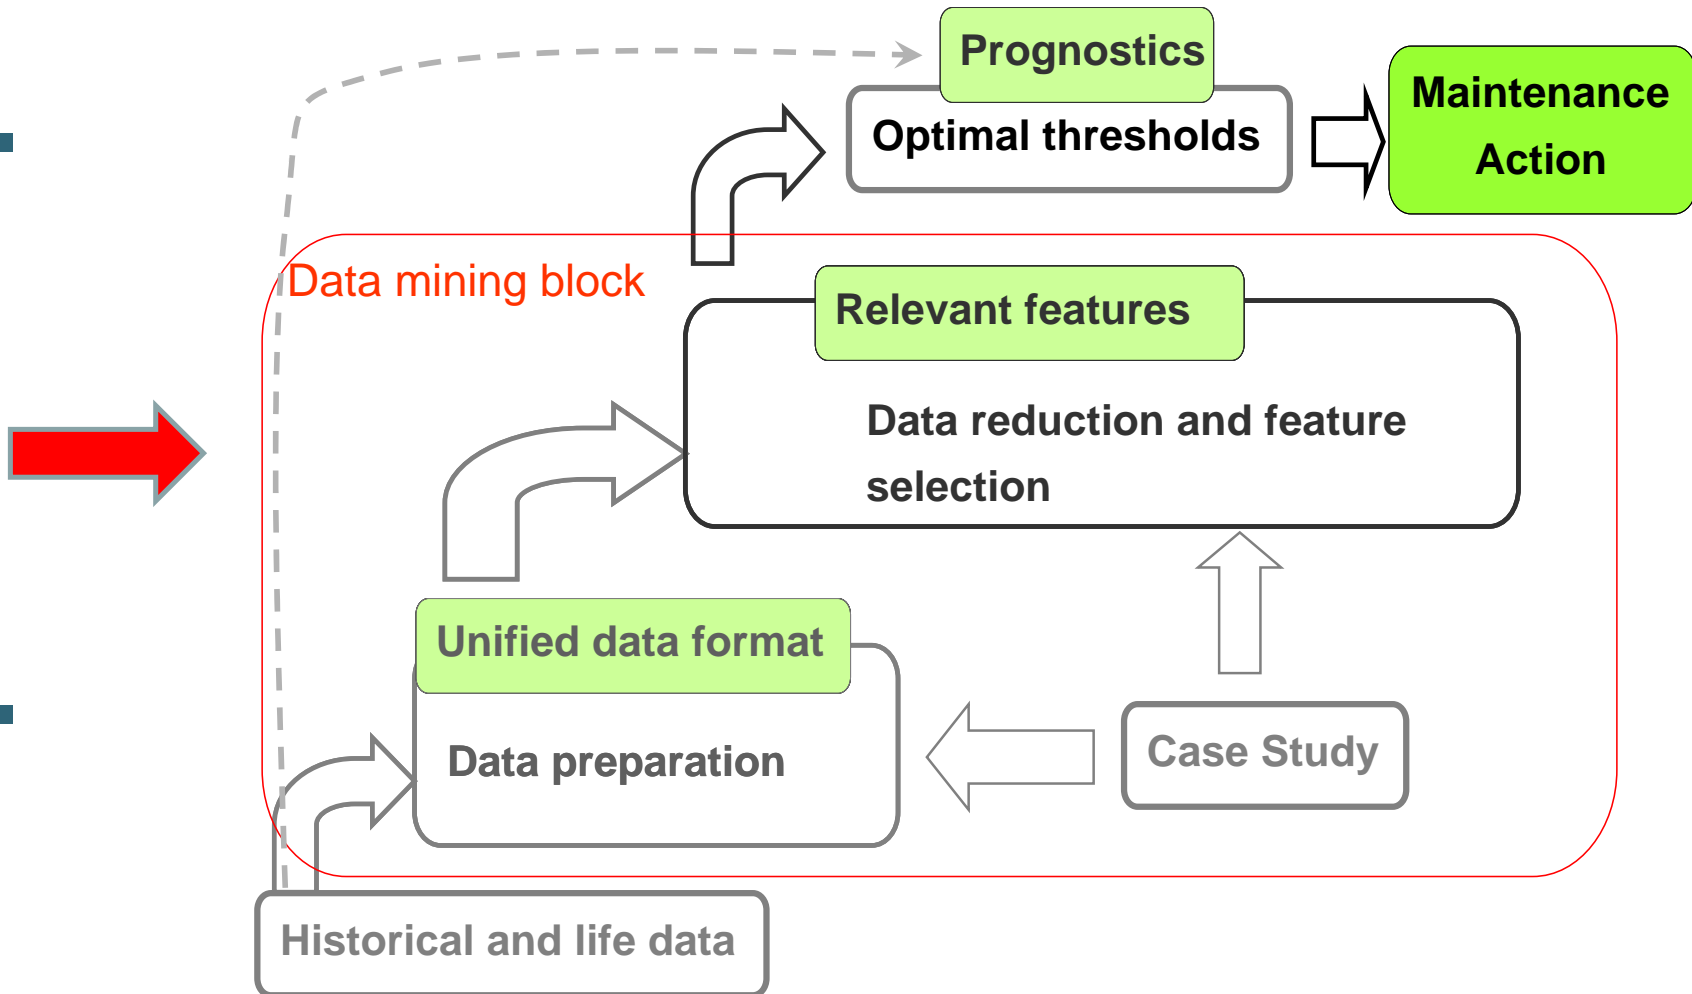 Prognostics
Optimal thresholds
Maintenance
Action
Data mining block
Relevant features
Data reduction and feature
selection
Unified data format
Data preparation
Case Study
Historical and life data